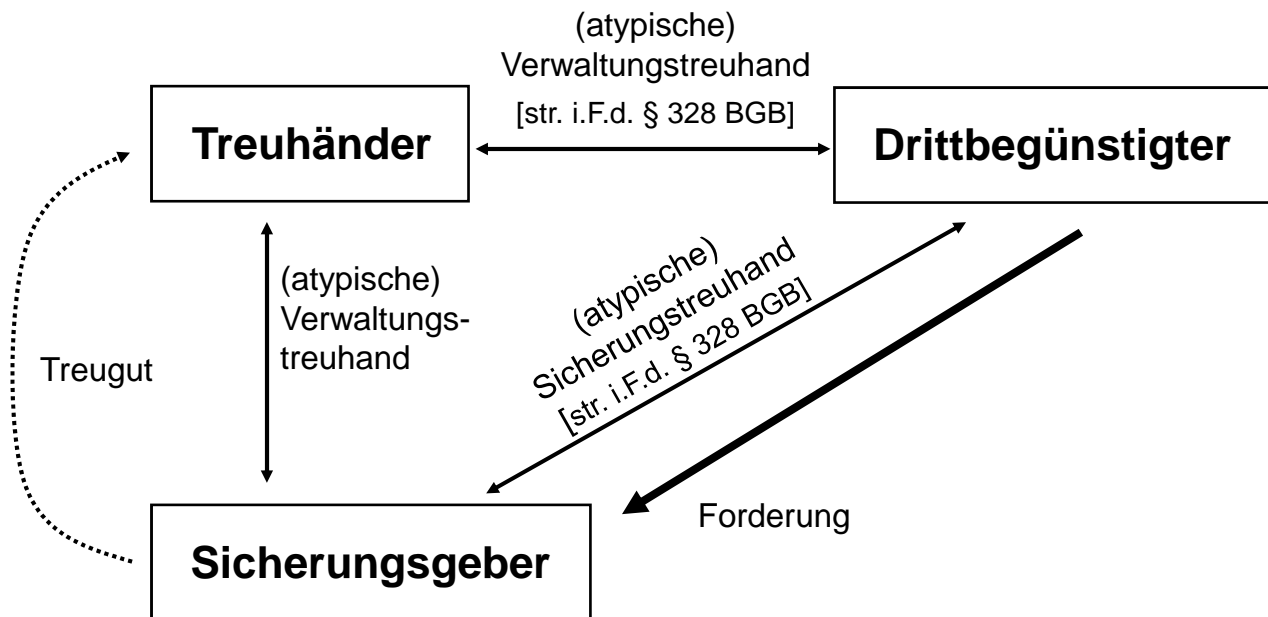 (atypische)
Verwaltungstreuhand
[str. i.F.d. § 328 BGB]
Treuhänder
Drittbegünstigter
(atypische)
Verwaltungs-
treuhand
(atypische)
Sicherungstreuhand
[str. i.F.d. § 328 BGB]
Treugut
Forderung
Sicherungsgeber